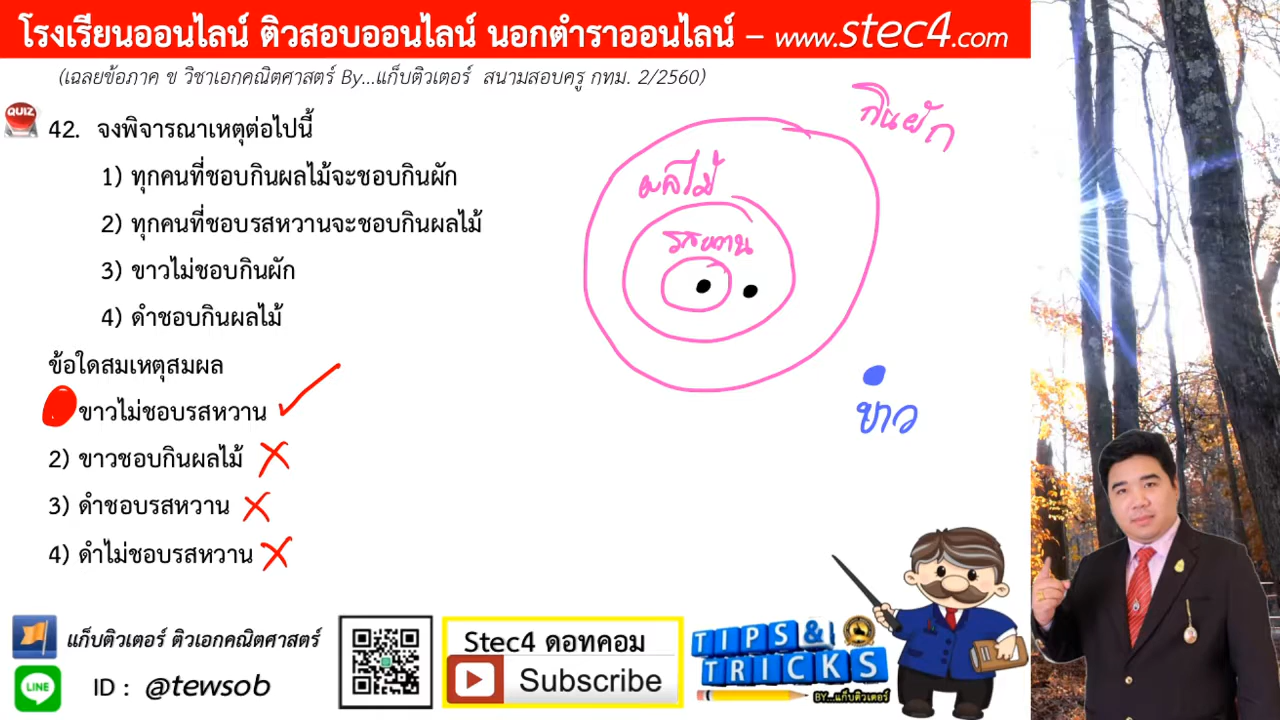 โรงเรียนออนไลน์ ติวสอบออนไลน์ นอกตำราออนไลน์ – www.stec4.com
(เฉลยข้อภาค ข วิชาเอกคณิตศาสตร์ By...แก็บติวเตอร์ สนามสอบครู กทม. 2/2560)
QUIZ
42. จงพิจารณาเหตุต่อไปนี้
1) ทุกคนที่ชอบกินผลไม้จะชอบกินผัก
2) ทุกคนที่ชอบรสหวานจะชอบกินผลไม้
3) ขาวไม่ชอบกินผัก
4) ดำชอบกินผลไม้
ข้อใดสมเหตุสมผล
ขาวไม่ชอบรสหวาน
2) ขาวชอบกินผลไม้
3) ดำชอบรสหวาน
4) ดำไม่ชอบรสหวาน
กินผัก
ผลไม้
รสหวาน
ขาว
แก็บติวเตอร์ ติวเอกคณิตศาสตร์
LINE
ID : @tewsob
Stec4 ดอทคอม
Subscribe
TIPS &
TRICKS
BY...แก็บติวเตอร์